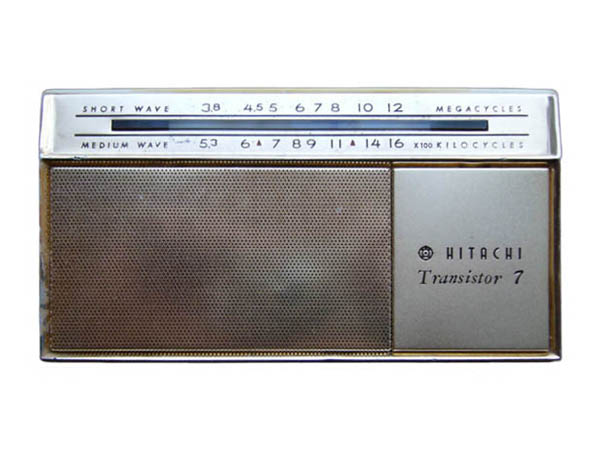 SHORT WAVE 3.8 4.5 5 6 7 8 10 12 MEGACYCLES
MEDIUM WAVE 5.3 6 ▲ 7 8 9 11 ▲ 14 16 X100 KILOCYCLES
HITACHI
Transistor 7